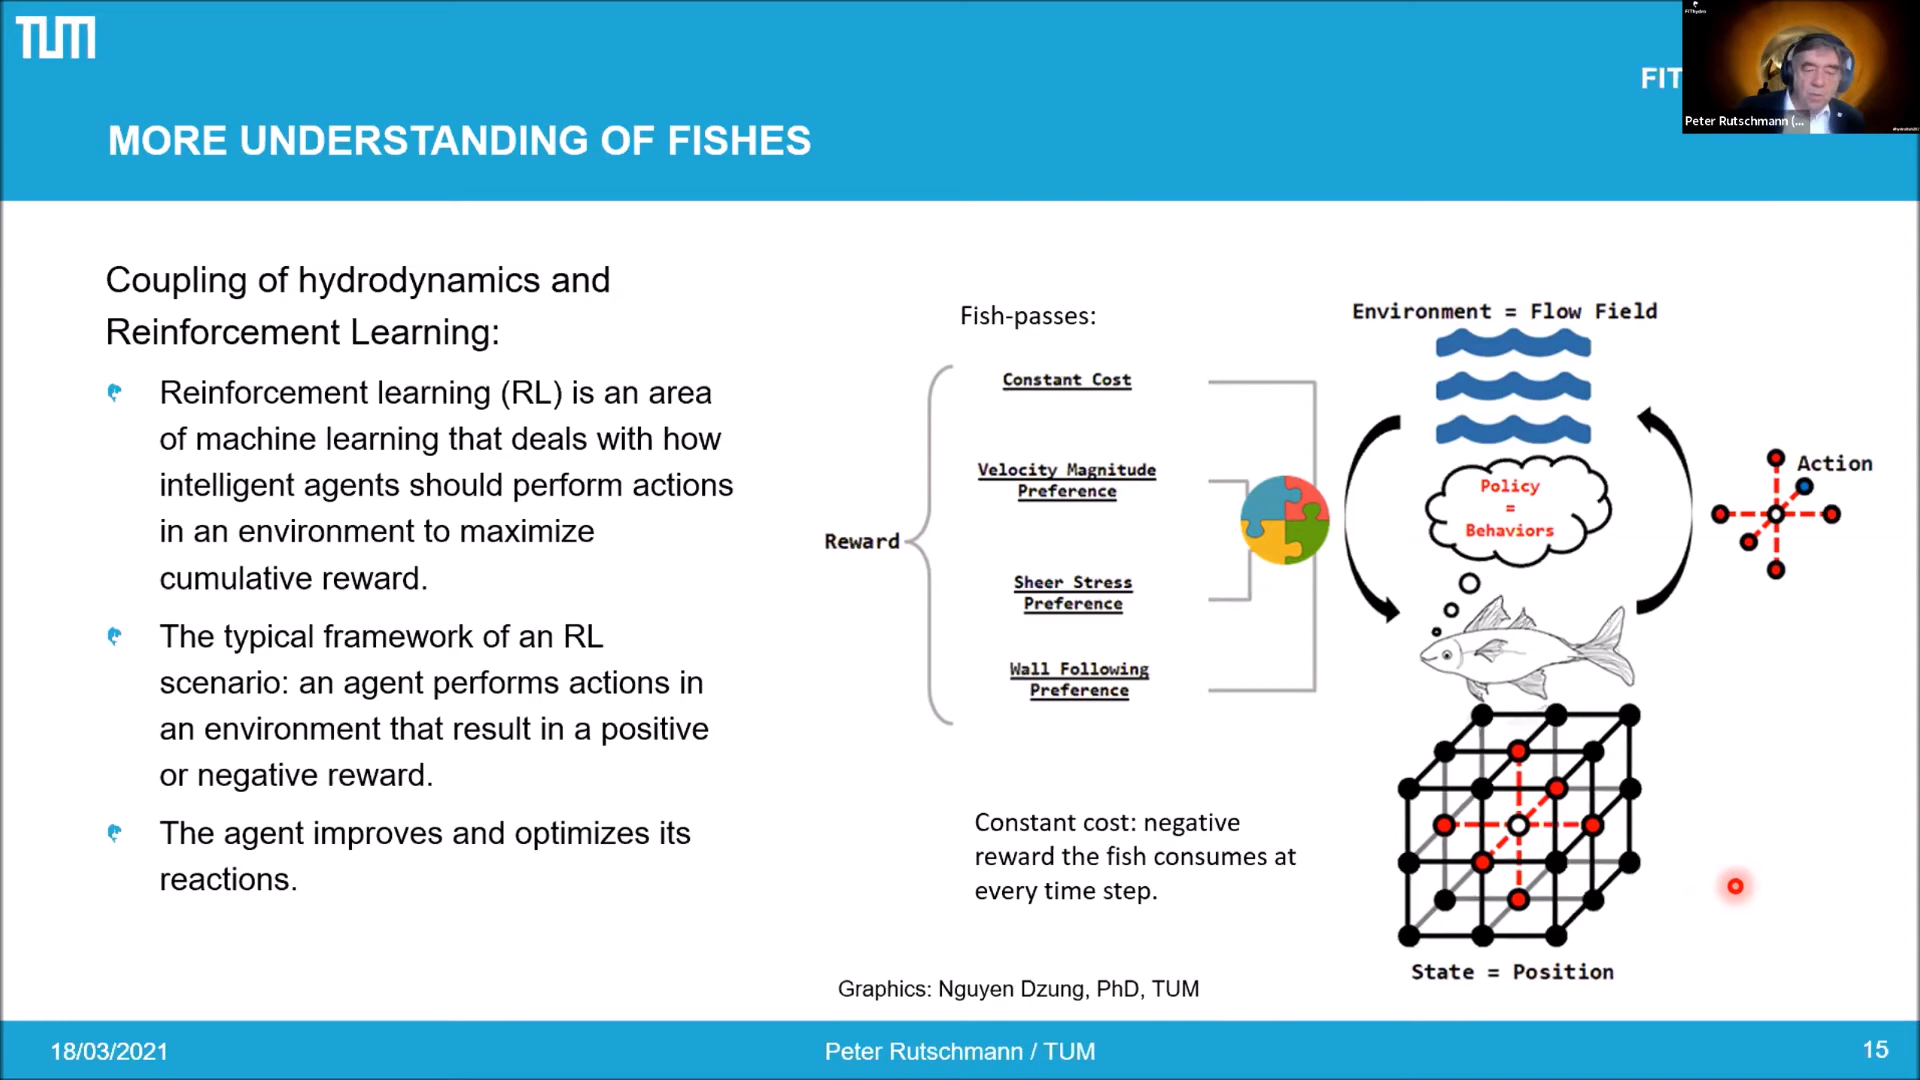 TUM
FIT
FIThydro
Peter Rutschmann (...
MORE UNDERSTANDING OF FISHES
Coupling of hydrodynamics and
Reinforcement Learning:
Reinforcement learning (RL) is an area
of machine learning that deals with how
intelligent agents should perform actions
in an environment to maximize
cumulative reward.
The typical framework of an RL
scenario: an agent performs actions in
an environment that result in a positive
or negative reward.
The agent improves and optimizes its
reactions.
Fish-passes:
Reward
Constant Cost
Velocity Magnitude
Preference
Sheer Stress
Preference
Wall Following
Preference
Constant cost: negative
reward the fish consumes at
every time step.
Environment = Flow Field
Policy
=
Behaviors
Action
State = Position
Graphics: Nguyen Dzung, PhD, TUM
18/03/2021
Peter Rutschmann / TUM
15